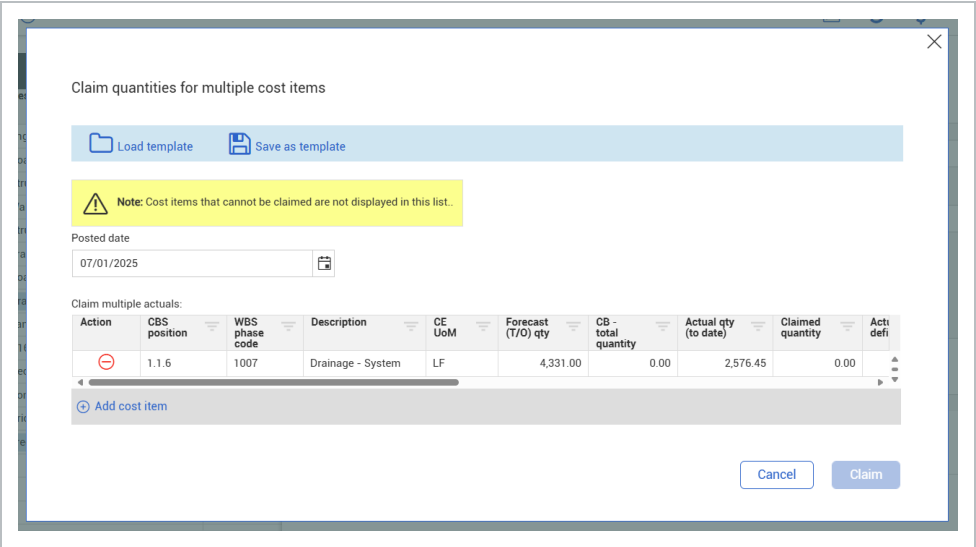 Claim quantities for multiple cost items
Load template
Save as template
Note: Cost items that cannot be claimed are not displayed in this list..
Posted date
07/01/2025
Claim multiple actuals:
Action
CBS position
WBS phase code
Description
CE UoM
Forecast (T/O) qty
CB - total quantity
Actual qty (to date)
Claimed quantity
1.1.6
1007
Drainage - System
LF
4,331.00
0.00
2,576.45
0.00
Add cost item
Cancel
Claim